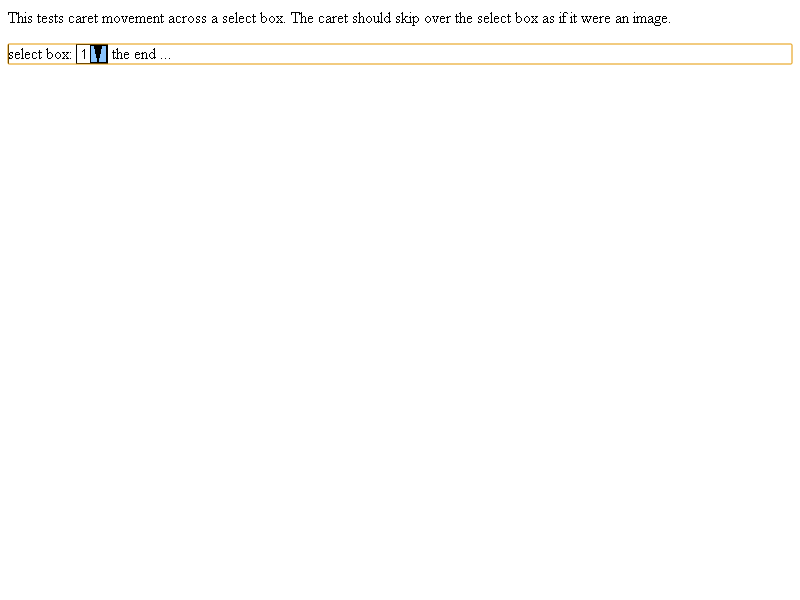 This tests caret movement across a select box. The caret should skip over the select box as if it were an image.
select box: 1 the end ...